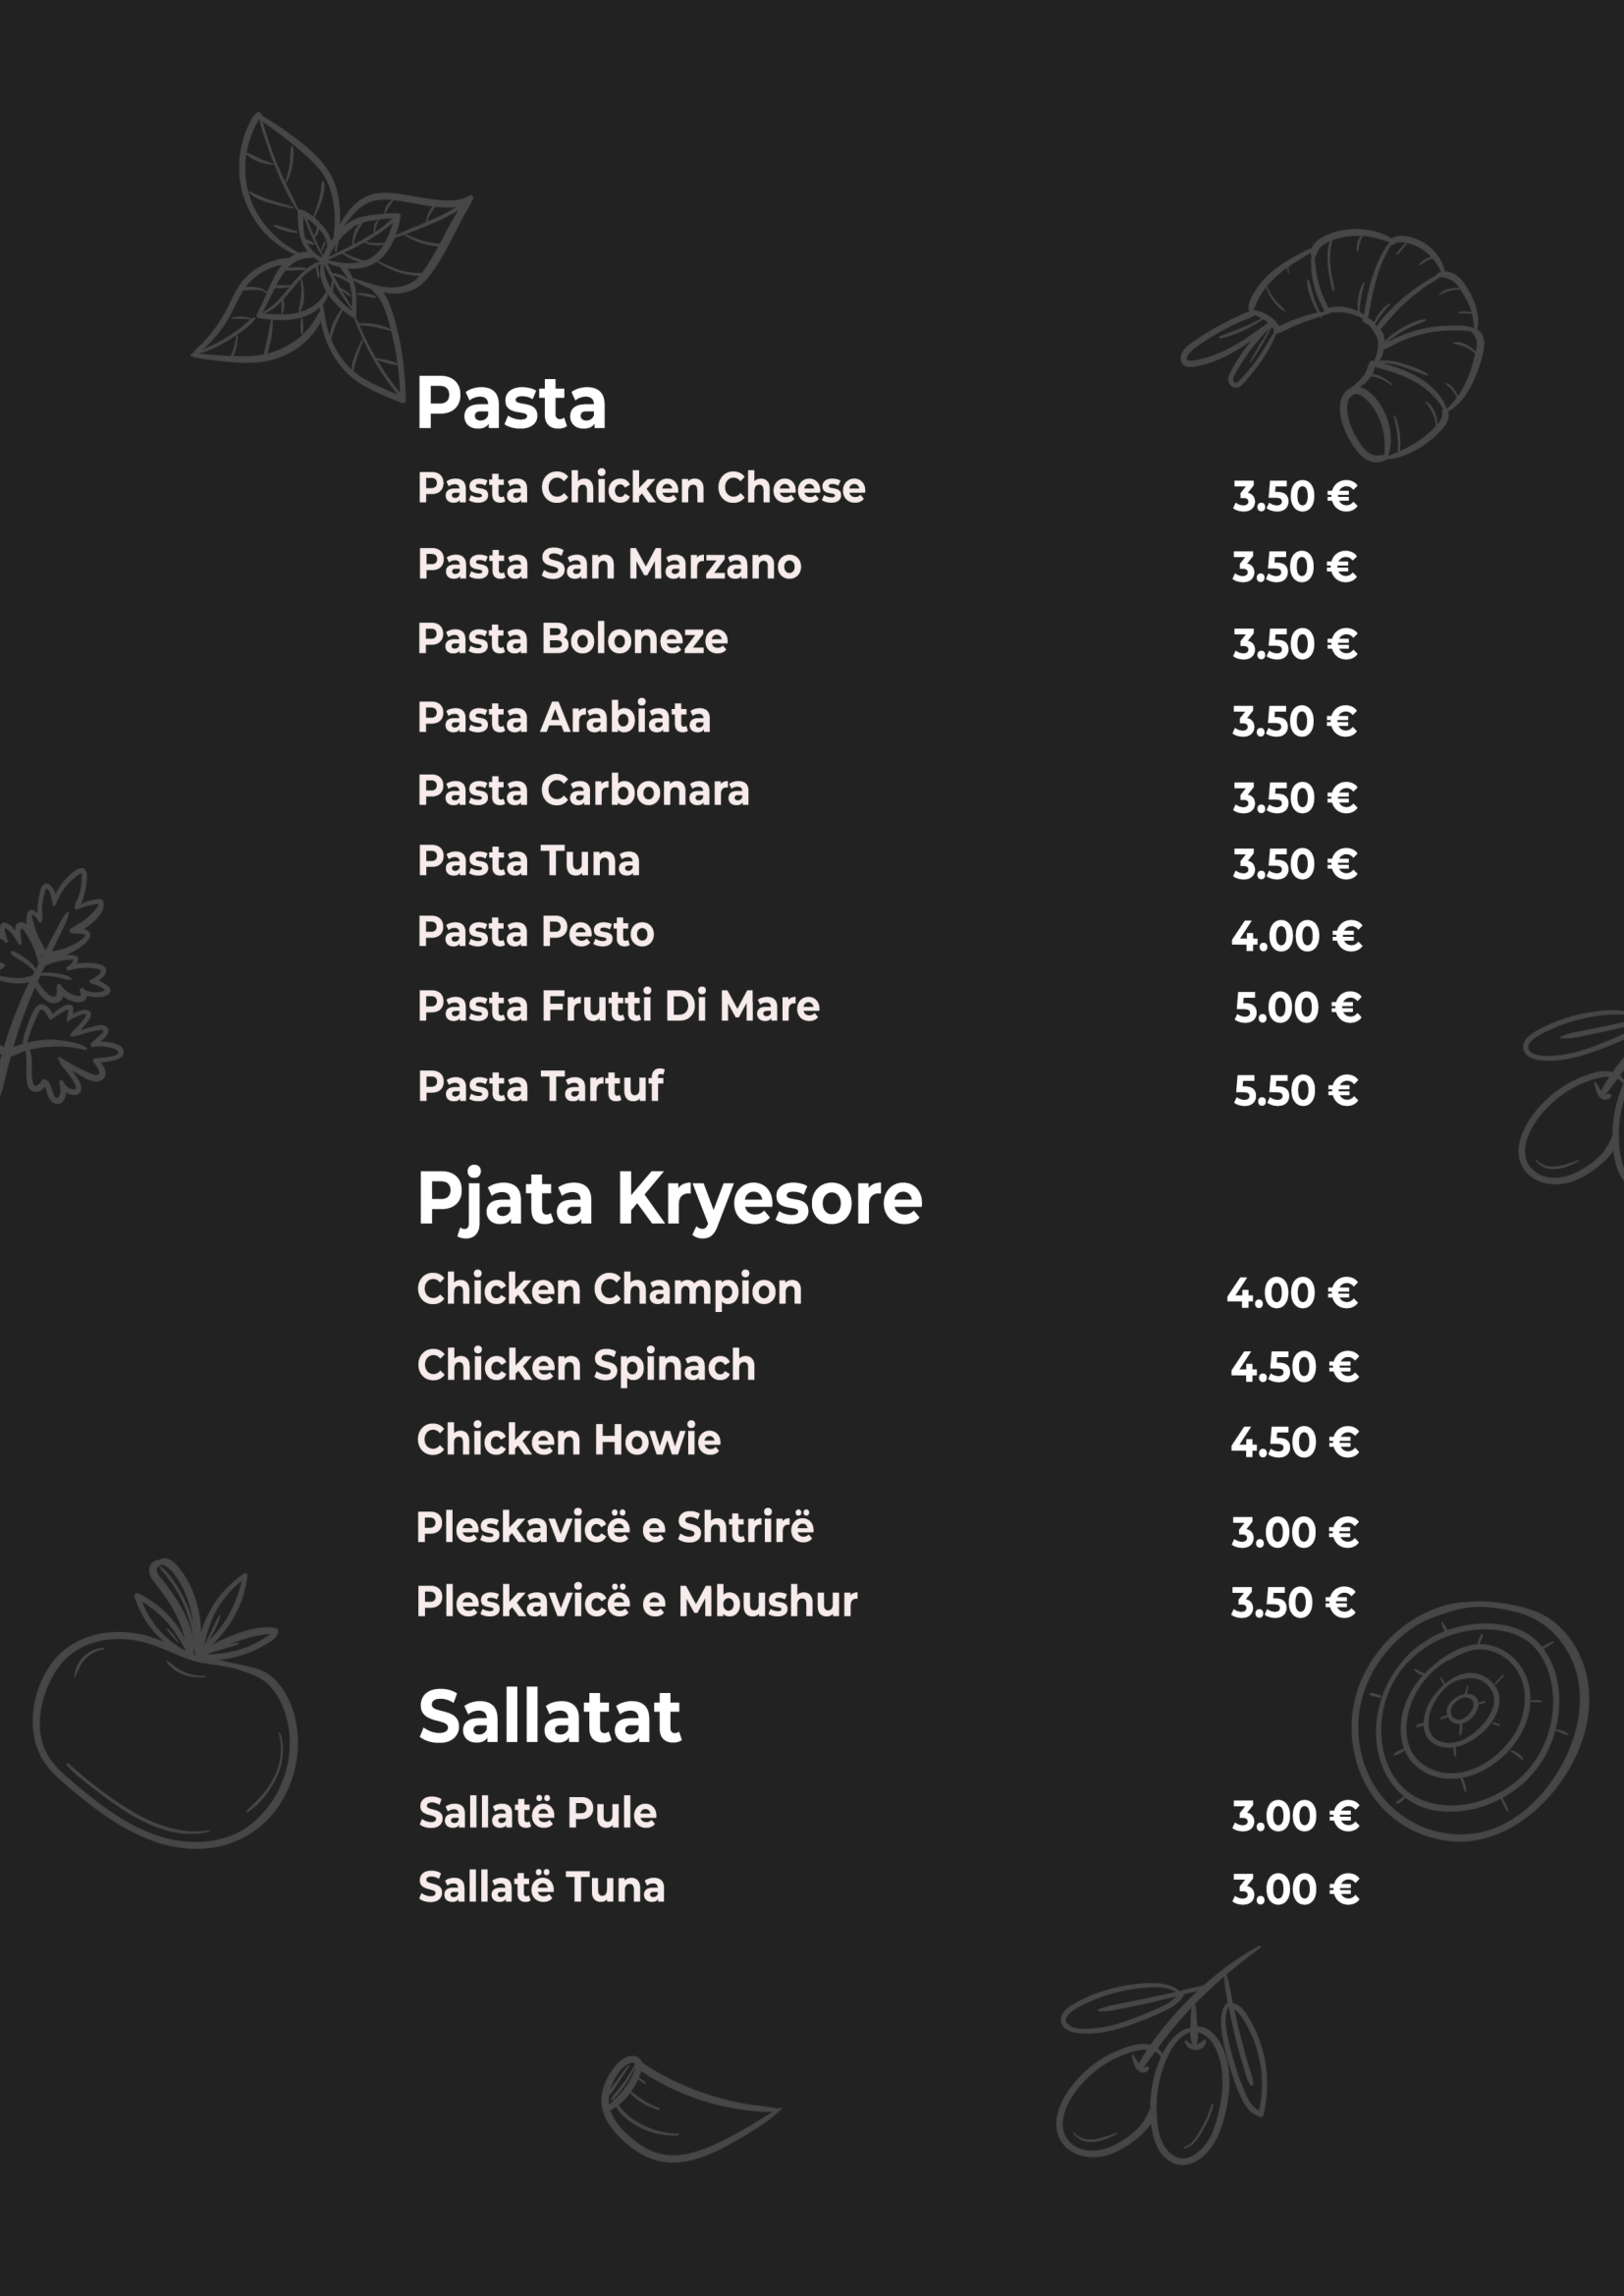 Pasta
Pasta Chicken Cheese 3.50 €
Pasta San Marzano 3.50 €
Pasta Boloneze 3.50 €
Pasta Arabiata 3.50 €
Pasta Carbonara 3.50 €
Pasta Tuna 3.50 €
Pasta Pesto 4.00 €
Pasta Frutti Di Mare 5.00 €
Pasta Tartuf 5.50 €
Pjata Kryesore
Chicken Champion 4.00 €
Chicken Spinach 4.50 €
Chicken Howie 4.50 €
Pleskavicë e Shtrirë 3.00 €
Pleskavicë e Mbushur 3.50 €
Sallatat
Sallatë Pule 3.00 €
Sallatë Tuna 3.00 €